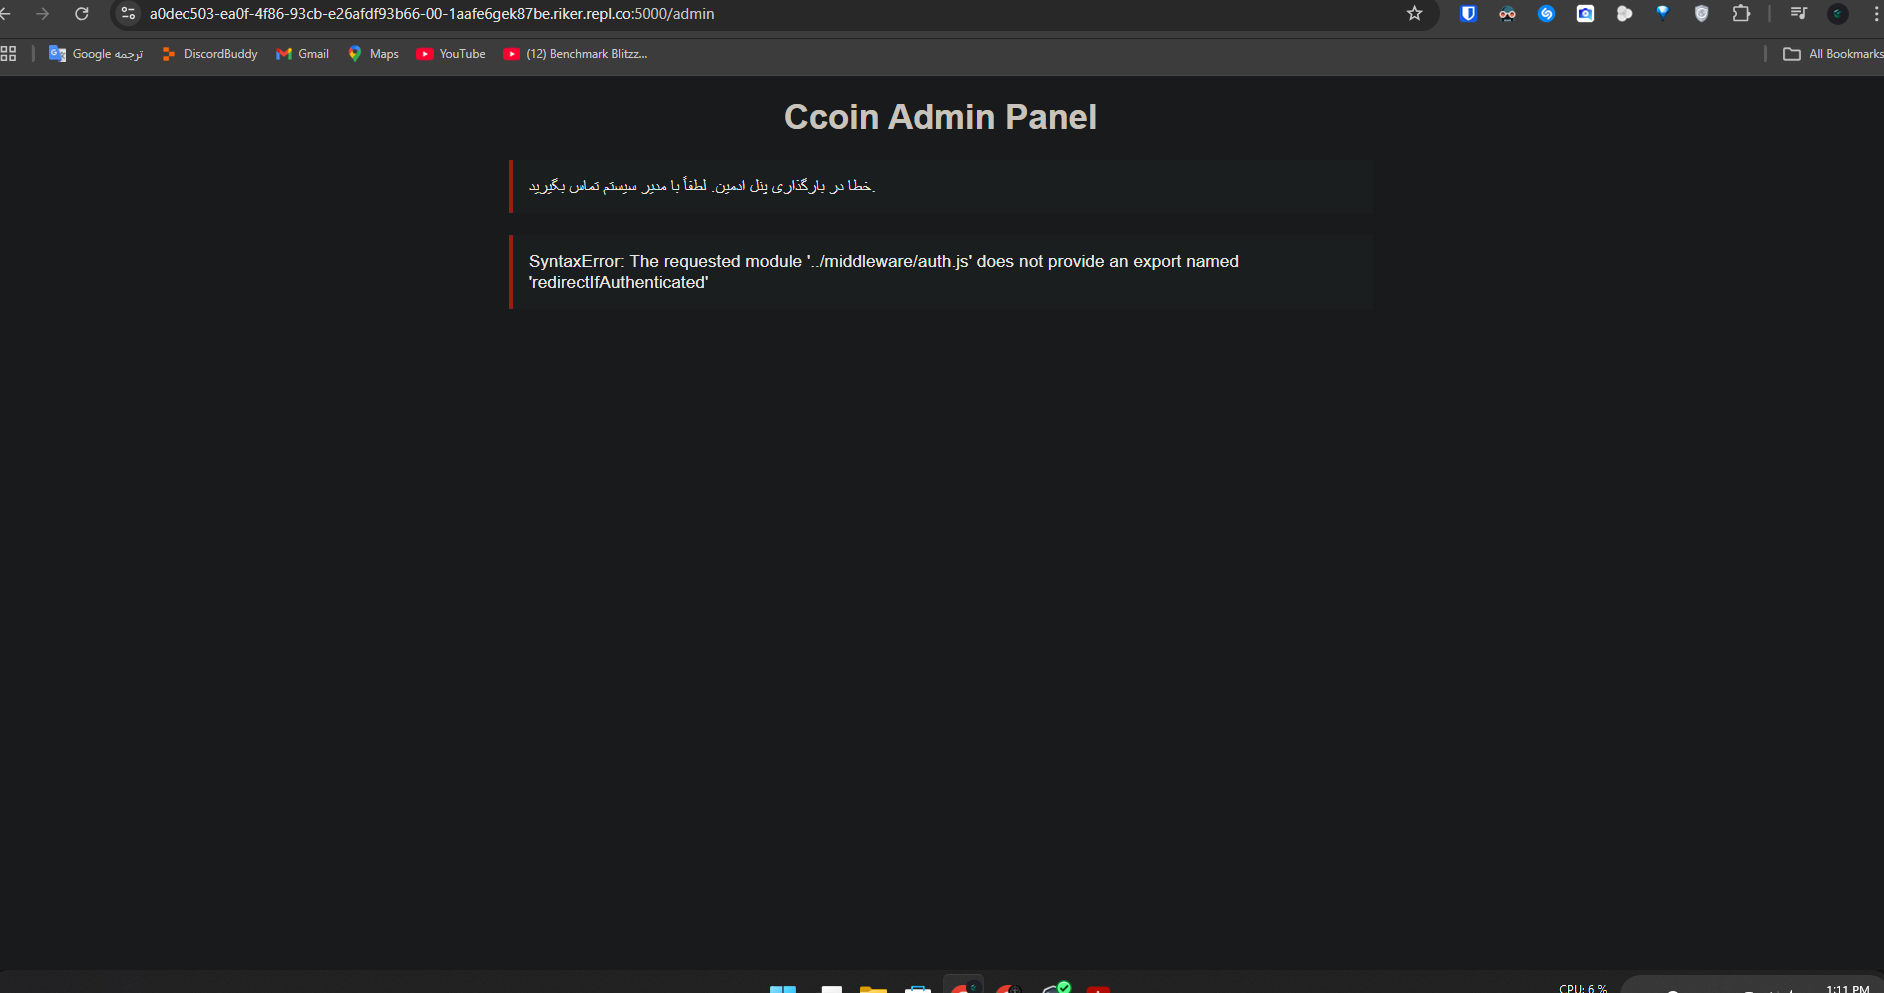 a0dec503-ea0f-4f86-93cb-e26afdf93b66-00-1aafe6gek87be.riker.repl.co:5000/admin
Google ترجمه
DiscordBuddy
Gmail
Maps
YouTube
(12) Benchmark Blitzz...
All Bookmarks
Ccoin Admin Panel
خطا در بارگذاری پنل ادمین. لطفاً با مدیر سیستم تماس بگیرید.
SyntaxError: The requested module '../middleware/auth.js' does not provide an export named
'redirectIfAuthenticated'
CPU: 6 %
1:11 PM